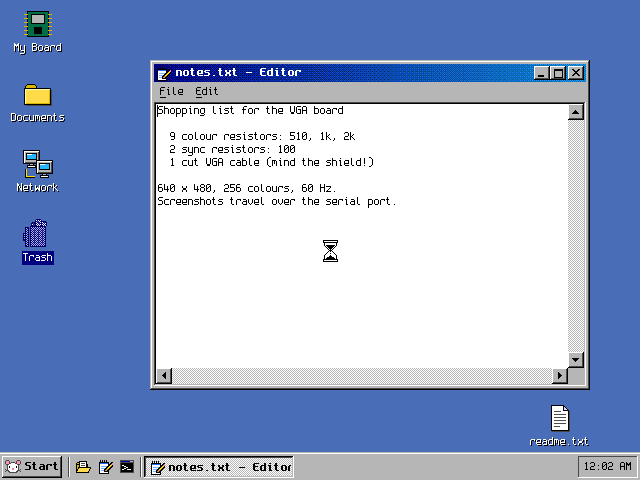 My Board
Documents
Network
Trash
notes.txt - Editor
File Edit
Shopping list for the VGA board
9 colour resistors: 510, 1k, 2k
2 sync resistors: 100
1 cut VGA cable (mind the shield!)
640 x 480, 256 colours, 60 Hz.
Screenshots travel over the serial port.
readme.txt
Start
notes.txt - Editor
12:02 AM